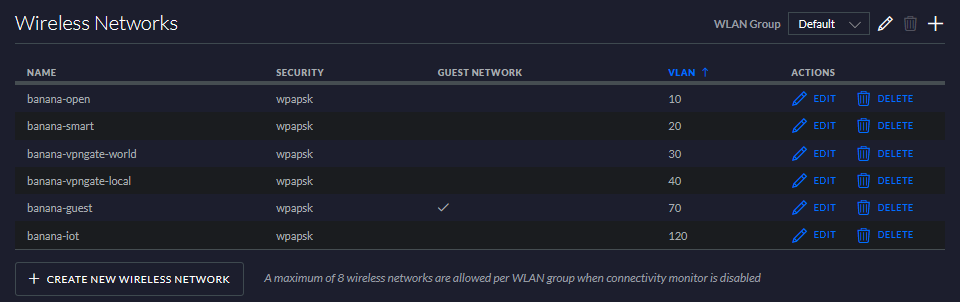 Wireless Networks WLAN Group Default
NAME SECURITY GUEST NETWORK VLAN ↑ ACTIONS
banana-open wpapsk 10 EDIT DELETE
banana-smart wpapsk 20 EDIT DELETE
banana-vpngate-world wpapsk 30 EDIT DELETE
banana-vpngate-local wpapsk 40 EDIT DELETE
banana-guest wpapsk ✓ 70 EDIT DELETE
banana-iot wpapsk 120 EDIT DELETE
+ CREATE NEW WIRELESS NETWORK A maximum of 8 wireless networks are allowed per WLAN group when connectivity monitor is disabled